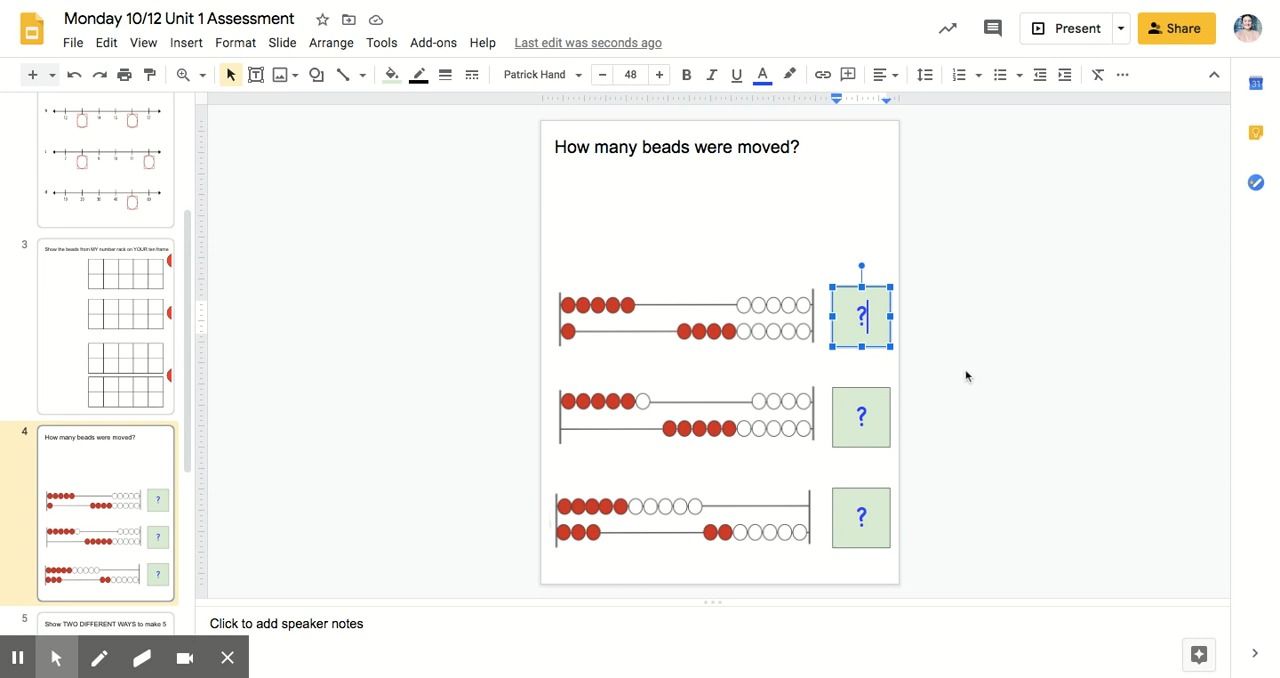 Monday 10/12 Unit 1 Assessment
File Edit View Insert Format Slide Arrange Tools Add-ons Help Last edit was seconds ago
Present
Share
Patrick Hand - 48 + B I U A
31
3
Show the beads from MY number rack on YOUR ten frame
4
How many beads were moved?
?
?
?
5
Show TWO DIFFERENT WAYS to make 5
How many beads were moved?
?
?
?
Click to add speaker notes